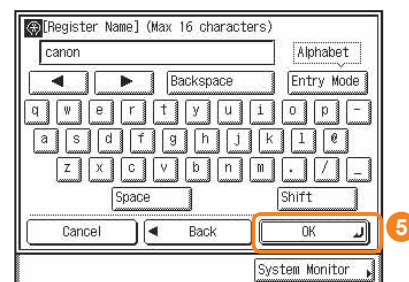 [Register Name] (Max 16 characters)
canon Alphabet
◀ ▶ Backspace Entry Mode
q w e r t y u i o p -
a s d f g h j k l @
z x c v b n m . / _
Space Shift
Cancel ◀ Back OK
5
System Monitor